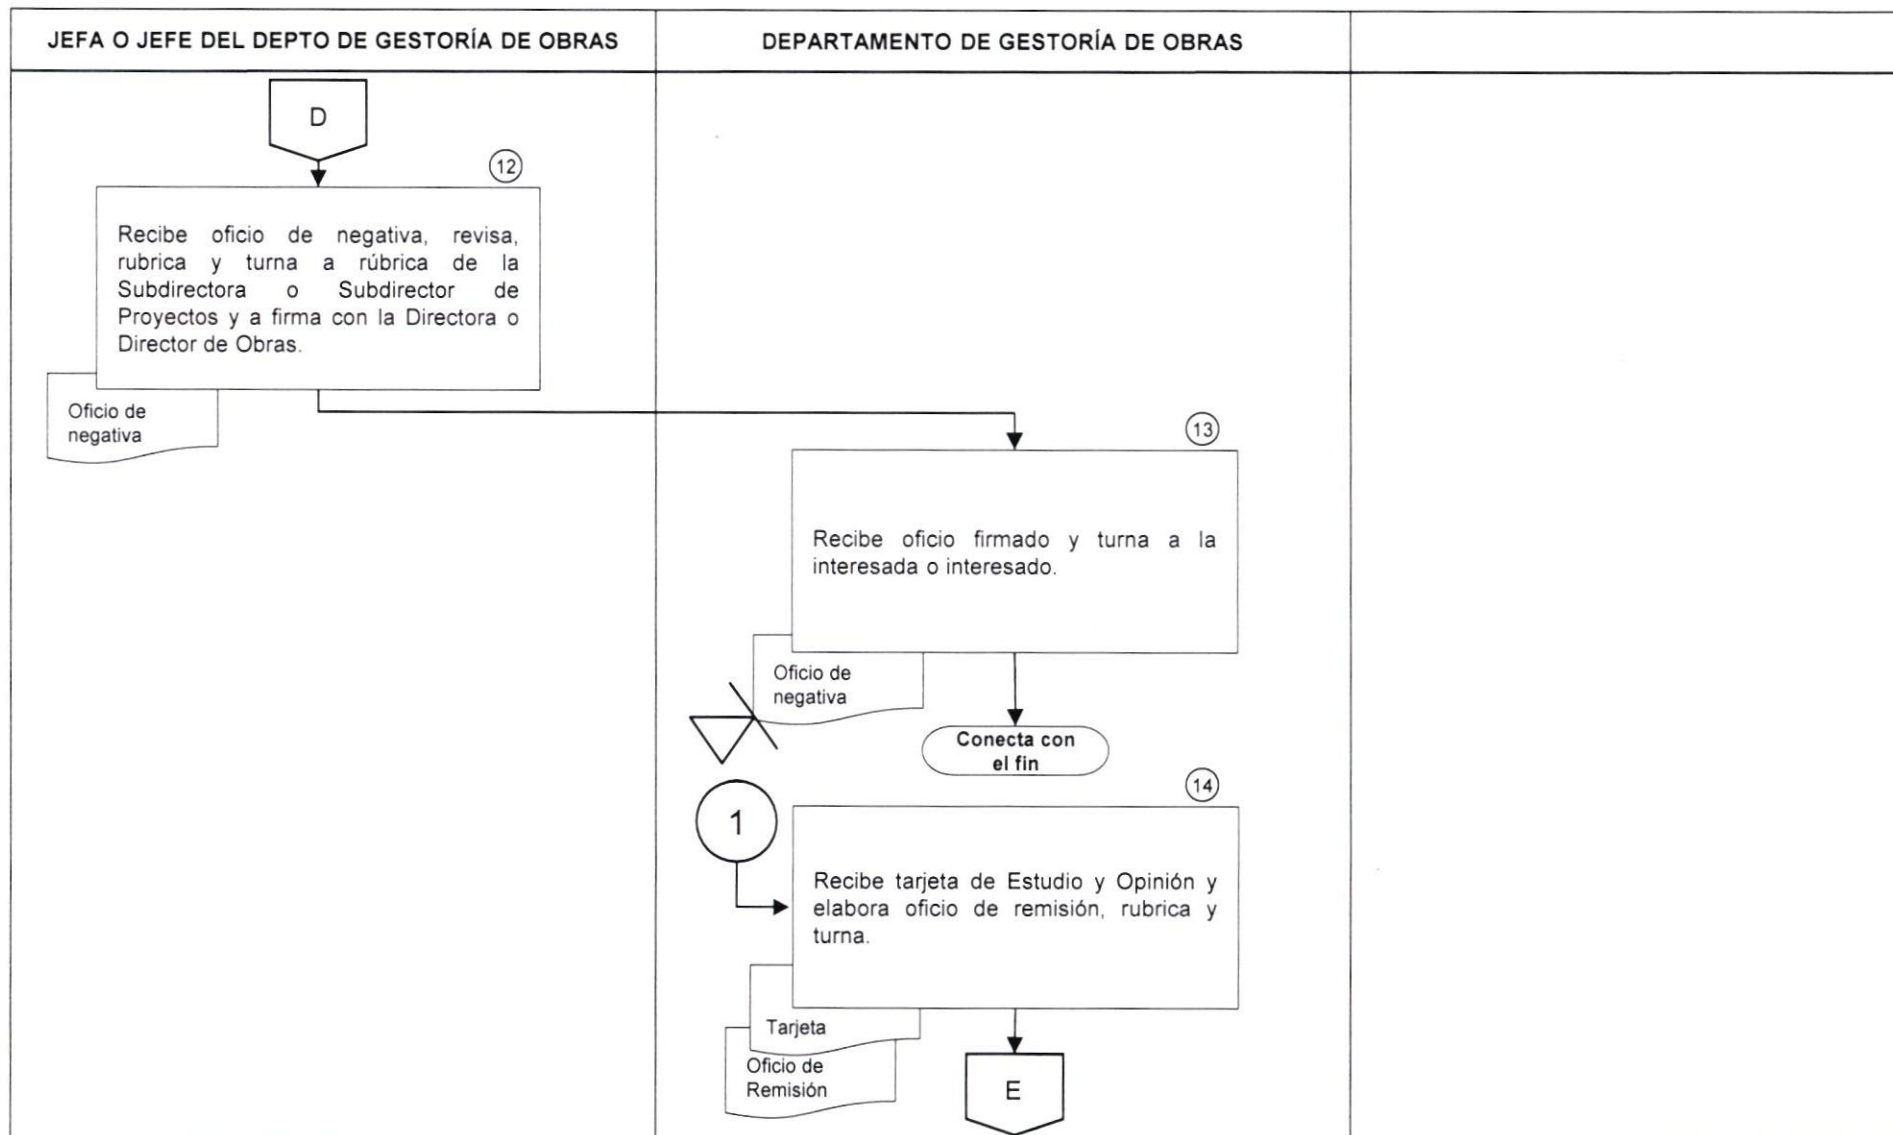 JEFA O JEFE DEL DEPTO DE GESTORÍA DE OBRAS
DEPARTAMENTO DE GESTORÍA DE OBRAS
D
12
Recibe oficio de negativa, revisa,
rubrica y turna a rúbrica de la
Subdirectora o Subdirector de
Proyectos y a firma con la Directora o
Director de Obras.
Oficio de
negativa
13
Recibe oficio firmado y turna a la
interesada o interesado.
Oficio de
negativa
Conecta con
el fin
14
1
Recibe tarjeta de Estudio y Opinión y
elabora oficio de remisión, rubrica y
turna.
Tarjeta
Oficio de
Remisión
E